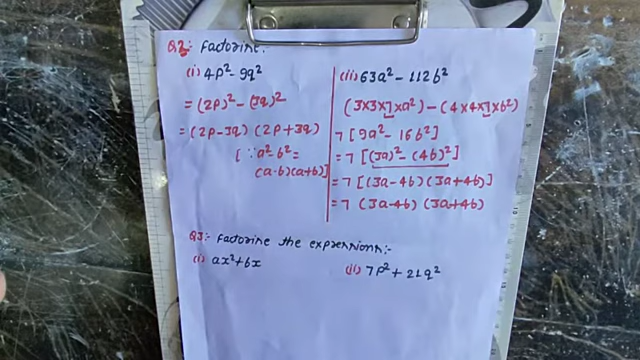 Q2:- Factorise:
(i) 4p² - 9q²
= (2p)² - (3q)²
= (2p-3q) (2p+3q)
[∵ a²-b² =
(a-b)(a+b)]
(ii) 63a² - 112b²
(3×3×7×a²) - (4×4×7×b²)
7 [9a² - 16b²]
= 7 [(3a)² - (4b)²]
= 7 [(3a-4b) (3a+4b)]
= 7 (3a-4b) (3a+4b)
Q3:- Factorise the expressions:-
(i) ax²+bx
(ii) 7p² + 21q²